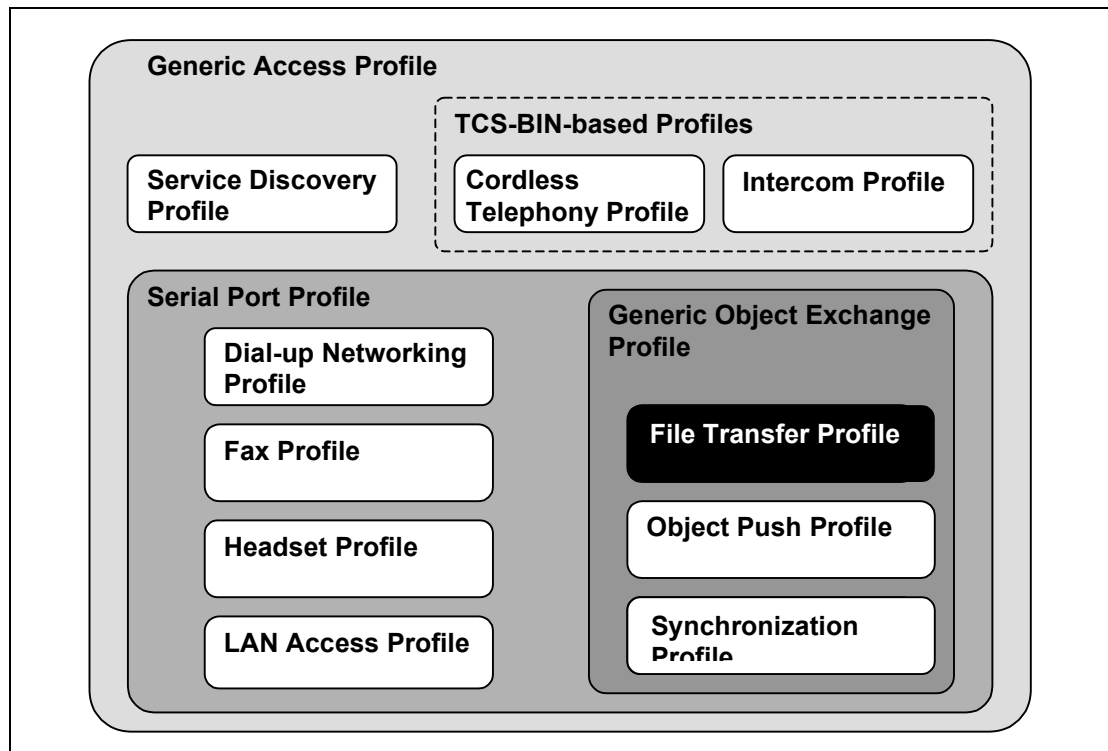 Generic Access Profile
TCS-BIN-based Profiles
Service Discovery
Profile
Cordless
Telephony Profile
Intercom Profile
Serial Port Profile
Dial-up Networking
Profile
Fax Profile
Headset Profile
LAN Access Profile
Generic Object Exchange
Profile
File Transfer Profile
Object Push Profile
Synchronization
Profile